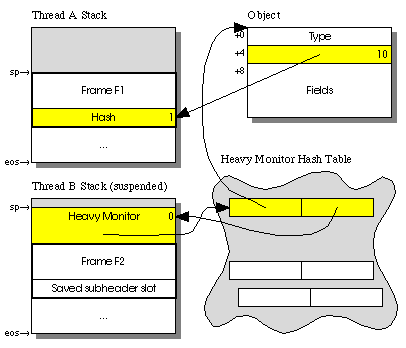 Thread A Stack
sp→
Frame F1
Hash 1
...
eos→
Object
+0 Type
+4 10
+8
Fields
Heavy Monitor Hash Table
Thread B Stack (suspended)
sp→
Heavy Monitor 0
Frame F2
Saved subheader slot
...
eos→